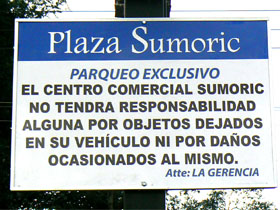 Plaza Sumoric
PARQUEO EXCLUSIVO
EL CENTRO COMERCIAL SUMORIC
NO TENDRA RESPONSABILIDAD
ALGUNA POR OBJETOS DEJADOS
EN SU VEHÍCULO NI POR DAÑOS
OCASIONADOS AL MISMO.
Atte: LA GERENCIA